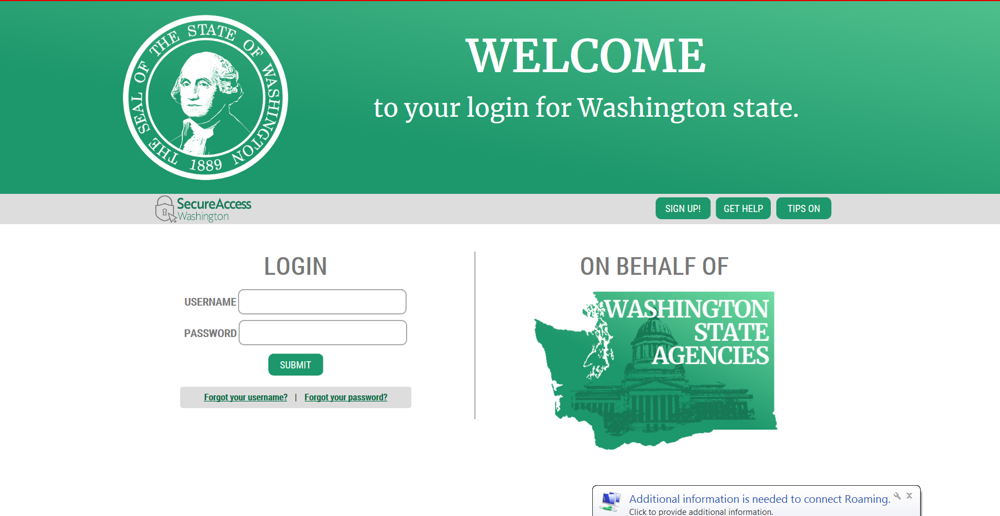 THE SEAL OF THE STATE OF WASHINGTON
1889
WELCOME
to your login for Washington state.
SecureAccess
Washington
SIGN UP!
GET HELP
TIPS ON
LOGIN
USERNAME
PASSWORD
SUBMIT
Forgot your username? | Forgot your password?
ON BEHALF OF
WASHINGTON
STATE
AGENCIES
Additional information is needed to connect Roaming.
Click to provide additional information.